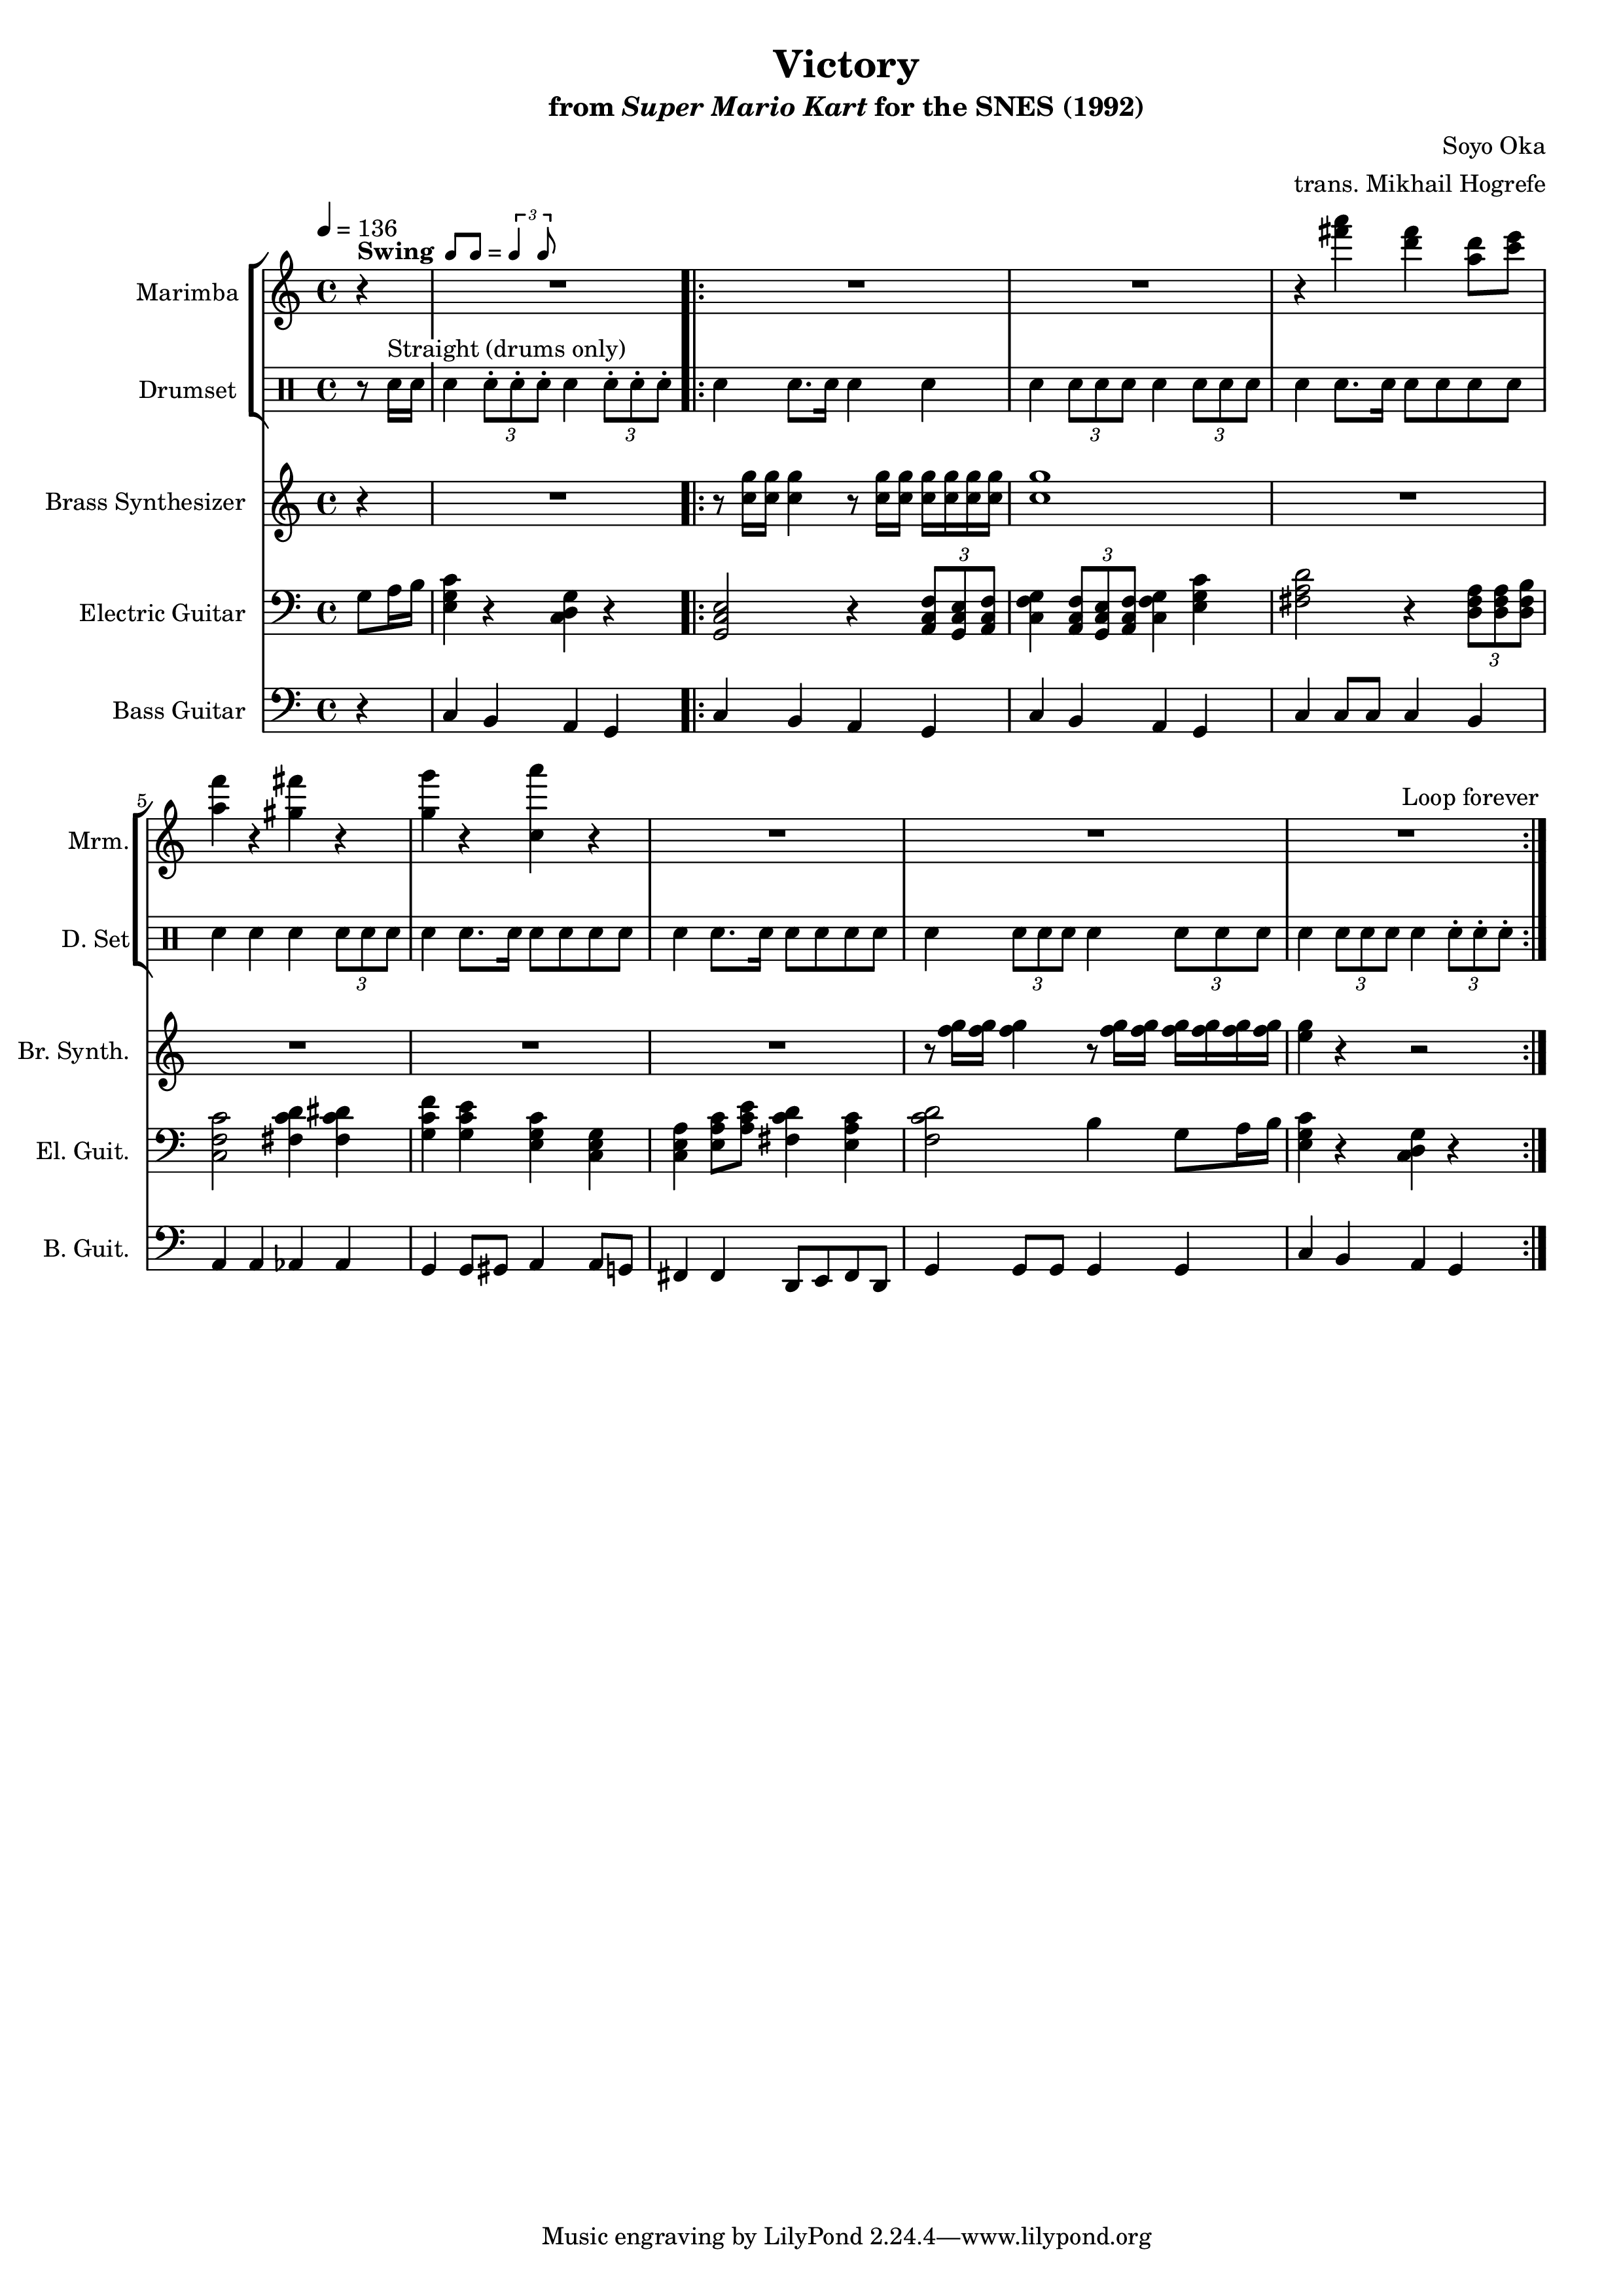 Victory
from Super Mario Kart for the SNES (1992)
Soyo Oka
trans. Mikhail Hogrefe
= 136
Swing = 3
Marimba
Straight (drums only)
Drumset
3 3 3 3
Brass Synthesizer
3 3
Electric Guitar
3
Bass Guitar
5
Loop forever
Mrm.
D. Set
3 3 3 3 3
Br. Synth.
El. Guit.
B. Guit.
Music engraving by LilyPond 2.24.4—www.lilypond.org